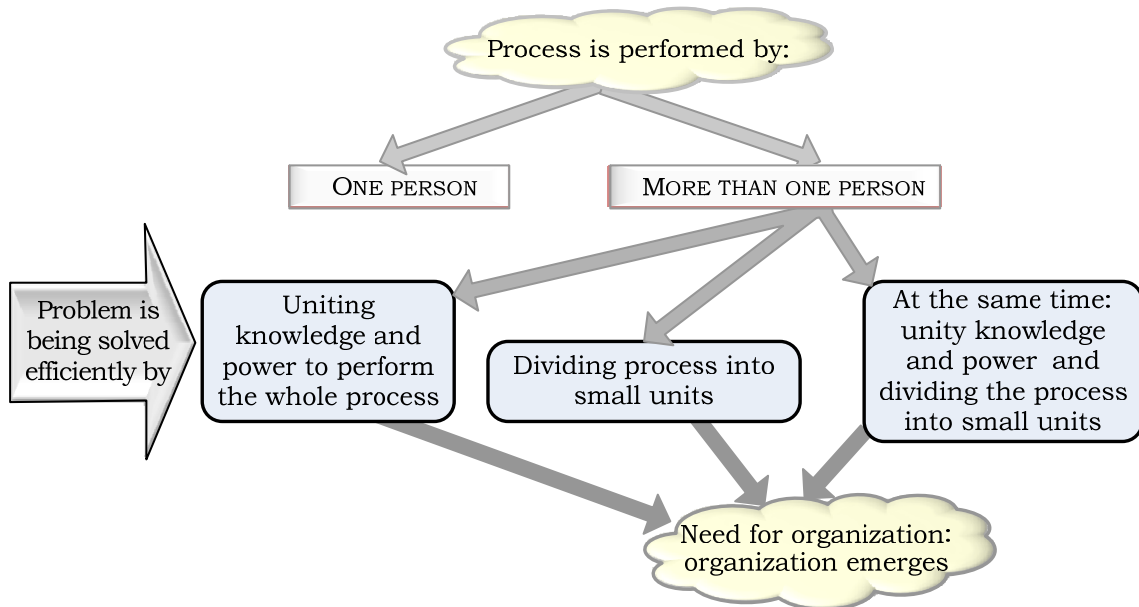 Process is performed by:
ONE PERSON
MORE THAN ONE PERSON
Problem is
being solved
efficiently by
Uniting
knowledge and
power to perform
the whole process
Dividing process into
small units
At the same time:
unity knowledge
and power and
dividing the process
into small units
Need for organization:
organization emerges